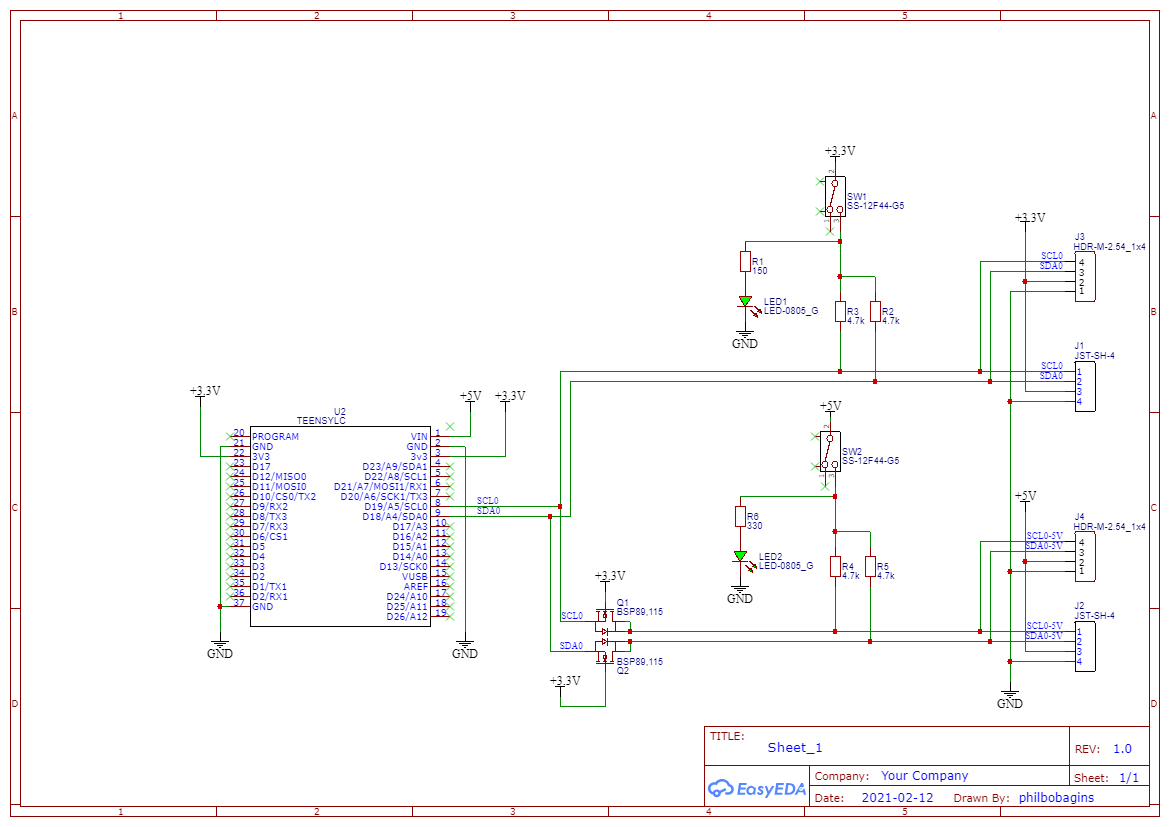 1 2 3 4 5
A A
B B
C C
D D
1 2 3 4 5
+3.3V
2
SW1
SS-12F44-G5
1 3
R1
150
LED1
LED-0805_G
GND
R3
4.7k
R2
4.7k
+3.3V
J3
HDR-M-2.54_1x4
SCL0 4
SDA0 3
2
1
J1
JST-SH-4
SCL0 1
SDA0 2
3
4
+3.3V
U2
TEENSYLC
+5V
+3.3V
20 PROGRAM VIN 1
21 GND GND 2
22 3V3 3v3 3
23 D17 D23/A9/SDA1 4
24 D12/MISO0 D22/A8/SCL1 5
25 D11/MOSI0 D21/A7/MOSI1/RX1 6
26 D10/CS0/TX2 D20/A6/SCK1/TX3 7
27 D9/RX2 D19/A5/SCL0 8 SCL0
28 D8/TX3 D18/A4/SDA0 9 SDA0
29 D7/RX3 D17/A3 10
30 D6/CS1 D16/A2 11
31 D5 D15/A1 12
32 D4 D14/A0 13
33 D3 D13/SCK0 14
34 D2 VUSB 15
35 D1/TX1 AREF 16
36 D2/RX1 D24/A10 17
37 GND D25/A11 18
D26/A12 19
GND
GND
+5V
2
SW2
SS-12F44-G5
1 3
R6
330
LED2
LED-0805_G
GND
R4
4.7k
R5
4.7k
+3.3V
Q1
BSP89,115
SCL0
SDA0
BSP89,115
Q2
+3.3V
+5V
J4
HDR-M-2.54_1x4
SCL0-5V 4
SDA0-5V 3
2
1
J2
JST-SH-4
SCL0-5V 1
SDA0-5V 2
3
4
GND
TITLE:
Sheet_1
REV: 1.0
EasyEDA
Company: Your Company
Sheet: 1/1
Date: 2021-02-12 Drawn By: philbobagins